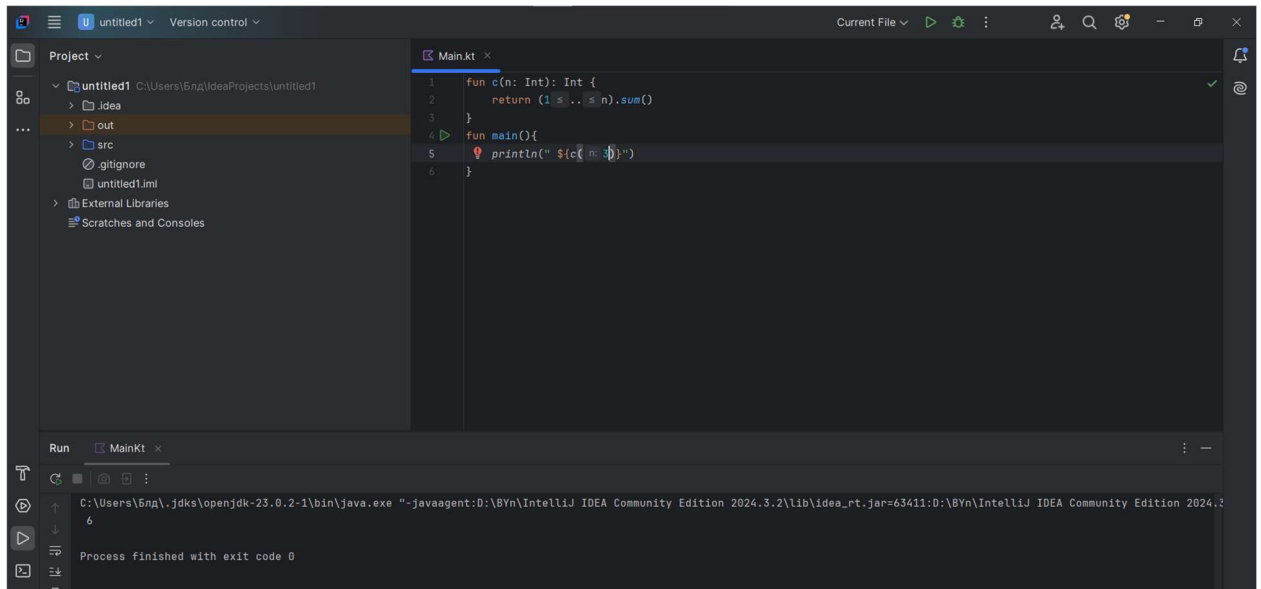 U untitled1 Version control Current File
Project
Main.kt
untitled1 C:\Users\Блд\IdeaProjects\untitled1
.idea
out
src
.gitignore
untitled1.iml
External Libraries
Scratches and Consoles
1 fun c(n: Int): Int {
2 return (1 ≤ .. ≤ n).sum()
3 }
4 fun main(){
5 println(" ${c( n: 3)}")
6 }
Run MainKt
C:\Users\Блд\.jdks\openjdk-23.0.2-1\bin\java.exe "-javaagent:D:\BYn\IntelliJ IDEA Community Edition 2024.3.2\lib\idea_rt.jar=63411:D:\BYn\IntelliJ IDEA Community Edition 2024.3
6
Process finished with exit code 0